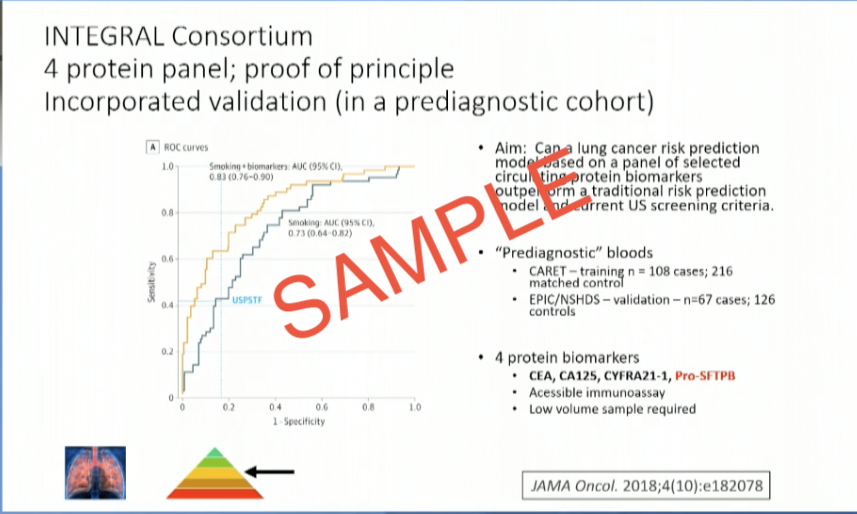 INTEGRAL Consortium
4 protein panel; proof of principle
Incorporated validation (in a prediagnostic cohort)
A ROC curves
Smoking+biomarkers: AUC (95% CI),
0.83 (0.76-0.90)
Smoking: AUC (95% CI),
0.73 (0.64-0.82)
USPSTF
Sensitivity
1.0
0.8
0.6
0.4
0.2
0
0 0.2 0.4 0.6 0.8 1.0
1-Specificity
• Aim: Can a lung cancer risk prediction
model based on a panel of selected
circulating protein biomarkers
outperform a traditional risk prediction
model and current US screening criteria.
• “Prediagnostic” bloods
• CARET – training n = 108 cases; 216
matched control
• EPIC/NSHDS – validation – n=67 cases; 126
controls
• 4 protein biomarkers
• CEA, CA125, CYFRA21-1, Pro-SFTPB
• Acessible immunoassay
• Low volume sample required
SAMPLE
JAMA Oncol. 2018;4(10):e182078